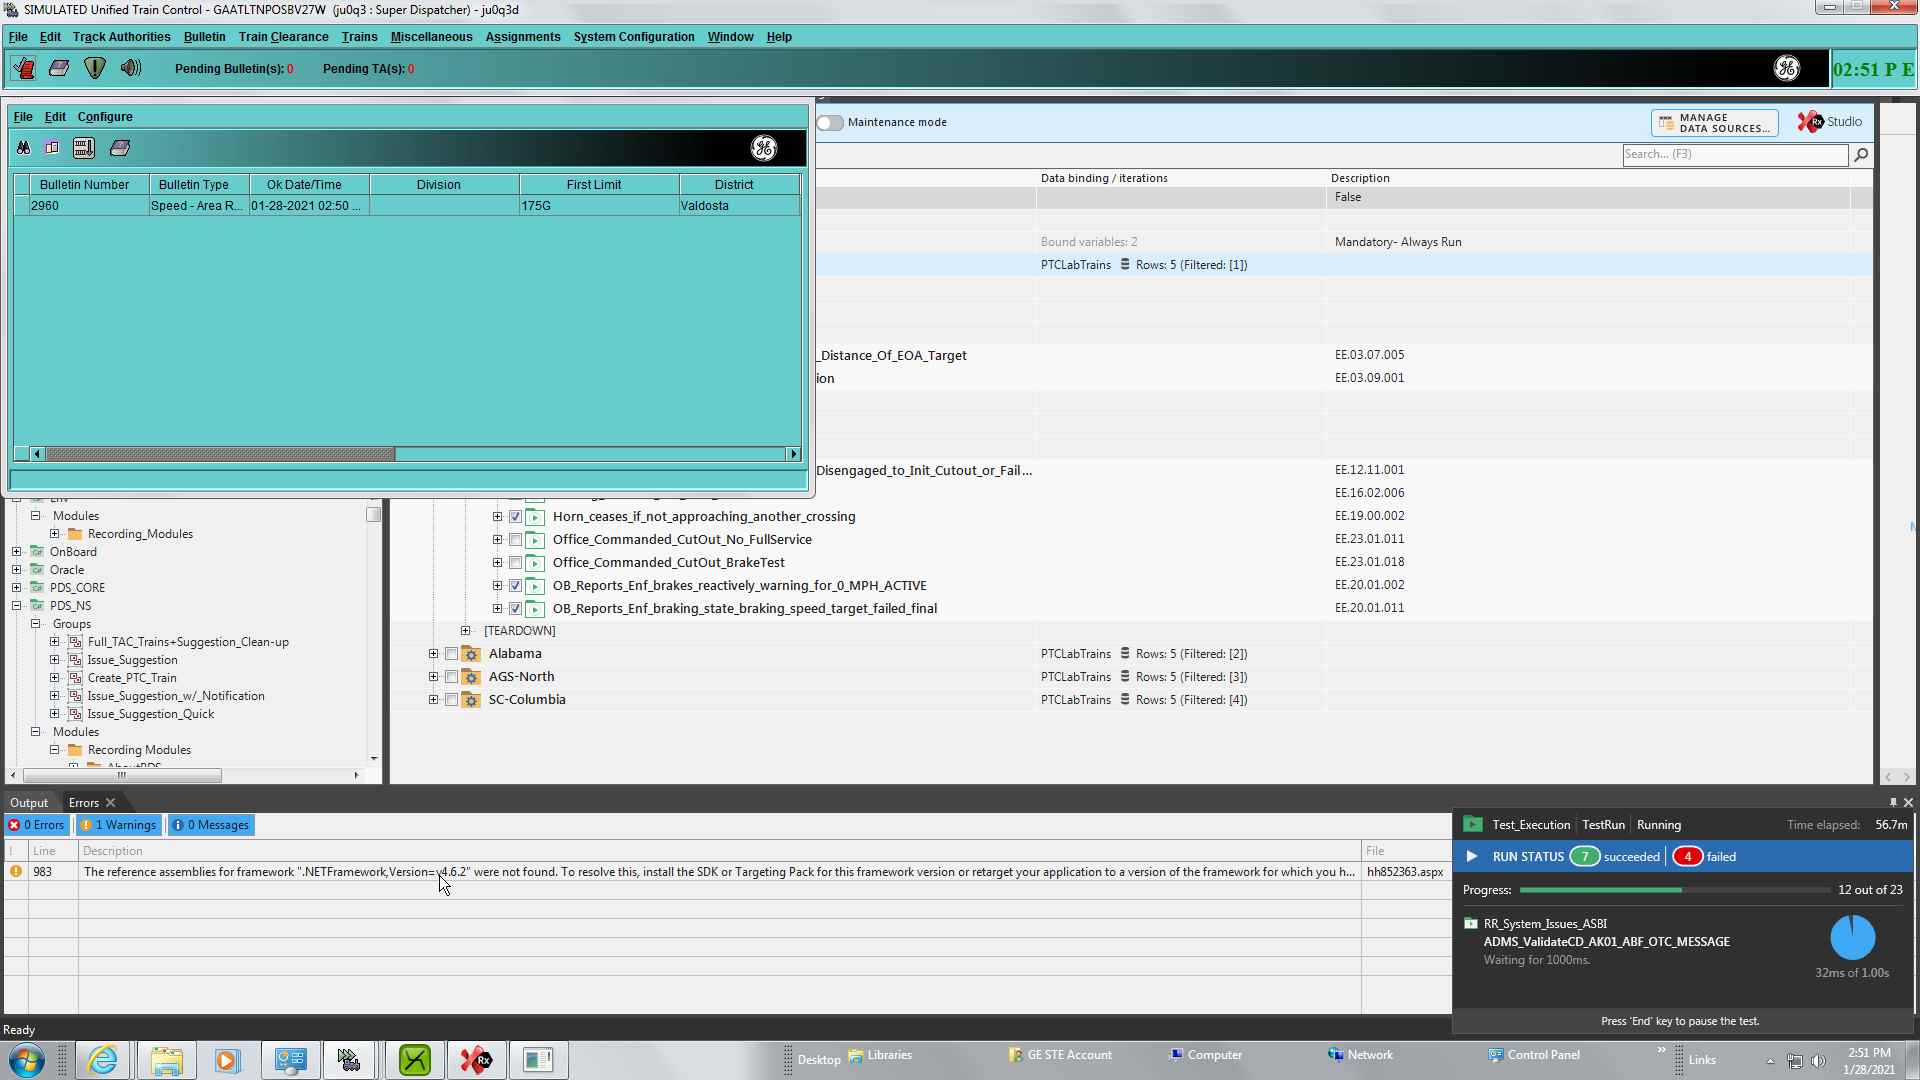 SIMULATED Unified Train Control - GAATLTNPOSBV27W (ju0q3 : Super Dispatcher) - ju0q3d
File Edit Track Authorities Bulletin Train Clearance Trains Miscellaneous Assignments System Configuration Window Help
Pending Bulletin(s): 0 Pending TA(s): 0
02:51 P E
File Edit Configure
Maintenance mode
MANAGE
DATA SOURCES...
Rx Studio
Search... (F3)
Bulletin Number Bulletin Type Ok Date/Time Division First Limit District
2960 Speed - Area R... 01-28-2021 02:50 ... 175G Valdosta
Data binding / iterations Description
False
Bound variables: 2 Mandatory- Always Run
PTCLabTrains Rows: 5 (Filtered: [1])
_Distance_Of_EOA_Target EE.03.07.005
ion EE.03.09.001
Disengaged_to_Init_Cutout_or_Fail... EE.12.11.001
EE.16.02.006
Horn_ceases_if_not_approaching_another_crossing EE.19.00.002
Office_Commanded_CutOut_No_FullService EE.23.01.011
Office_Commanded_CutOut_BrakeTest EE.23.01.018
OB_Reports_Enf_brakes_reactively_warning_for_0_MPH_ACTIVE EE.20.01.002
OB_Reports_Enf_braking_state_braking_speed_target_failed_final EE.20.01.011
[TEARDOWN]
Alabama PTCLabTrains Rows: 5 (Filtered: [2])
AGS-North PTCLabTrains Rows: 5 (Filtered: [3])
SC-Columbia PTCLabTrains Rows: 5 (Filtered: [4])
Modules
Recording_Modules
OnBoard
Oracle
PDS_CORE
PDS_NS
Groups
Full_TAC_Trains+Suggestion_Clean-up
Issue_Suggestion
Create_PTC_Train
Issue_Suggestion_w/_Notification
Issue_Suggestion_Quick
Modules
Recording Modules
AboutPDS
Output Errors
0 Errors 1 Warnings 0 Messages
! Line Description File
983 The reference assemblies for framework ".NETFramework,Version=v4.6.2" were not found. To resolve this, install the SDK or Targeting Pack for this framework version or retarget your application to a version of the framework for which you h... hh852363.aspx
Test_Execution TestRun Running Time elapsed: 56.7m
RUN STATUS 7 succeeded 4 failed
Progress: 12 out of 23
RR_System_Issues_ASBI
ADMS_ValidateCD_AK01_ABF_OTC_MESSAGE
Waiting for 1000ms.
32ms of 1.00s
Press 'End' key to pause the test.
Ready
Desktop Libraries GE STE Account Computer Network Control Panel Links
2:51 PM
1/28/2021